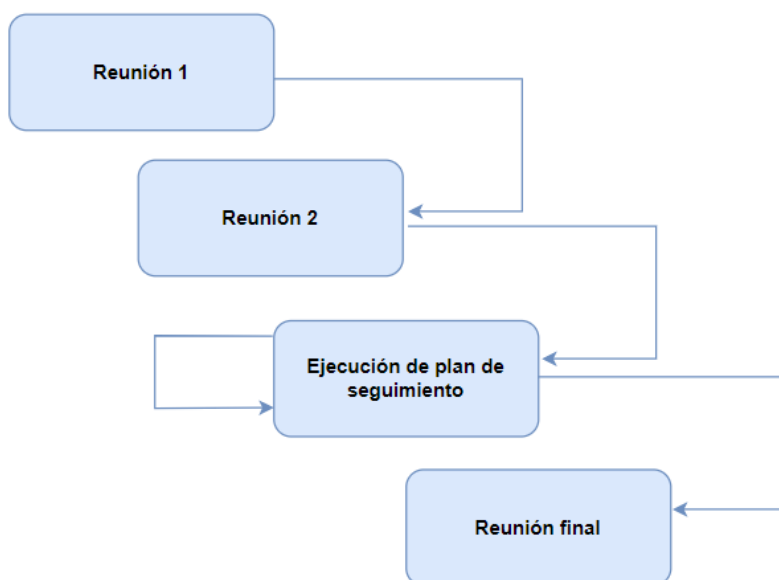 Reunión 1
Reunión 2
Ejecución de plan de
seguimiento
Reunión final